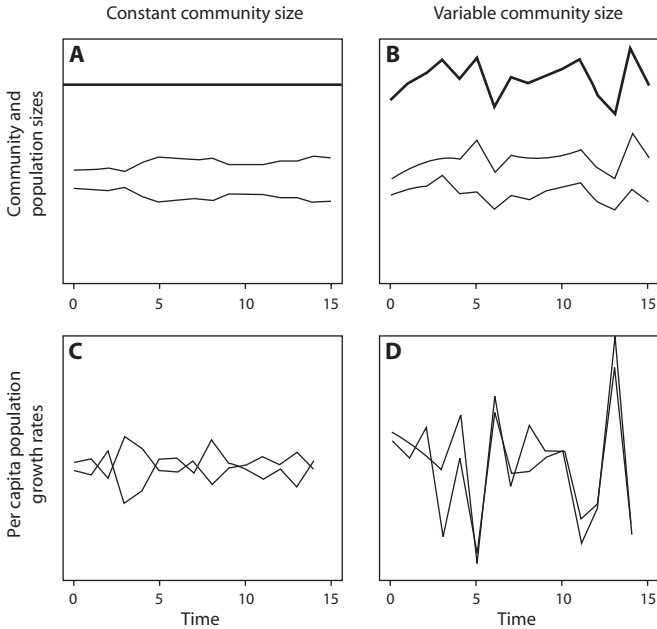 Constant community size
Variable community size
A
B
Community and
population sizes
0 5 10 15
0 5 10 15
C
D
Per capita population
growth rates
0 5 10 15
0 5 10 15
Time
Time